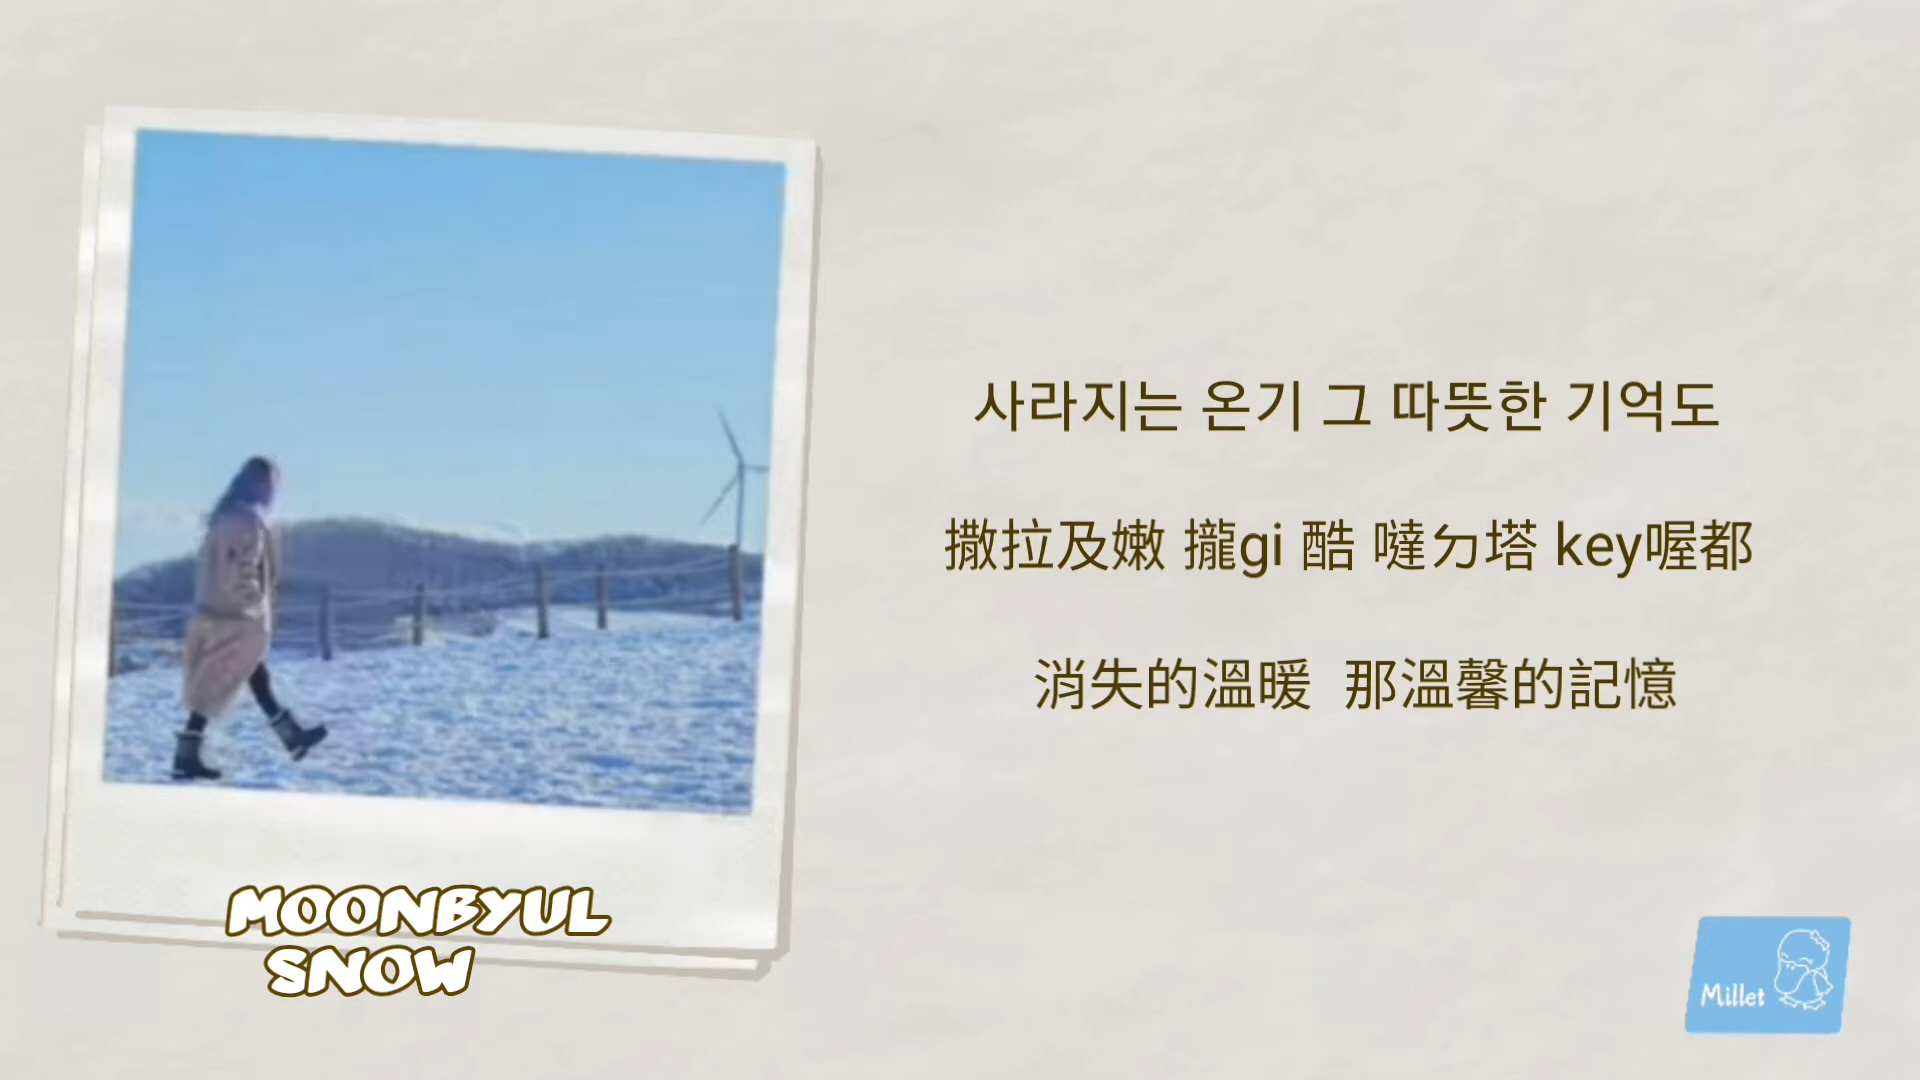 사라지는 온기 그 따뜻한 기억도
撒拉及嫩 攏gi 酷 噠ㄉ塔 key喔都
消失的溫暖 那溫馨的記憶
MOONBYUL
SNOW
Millet